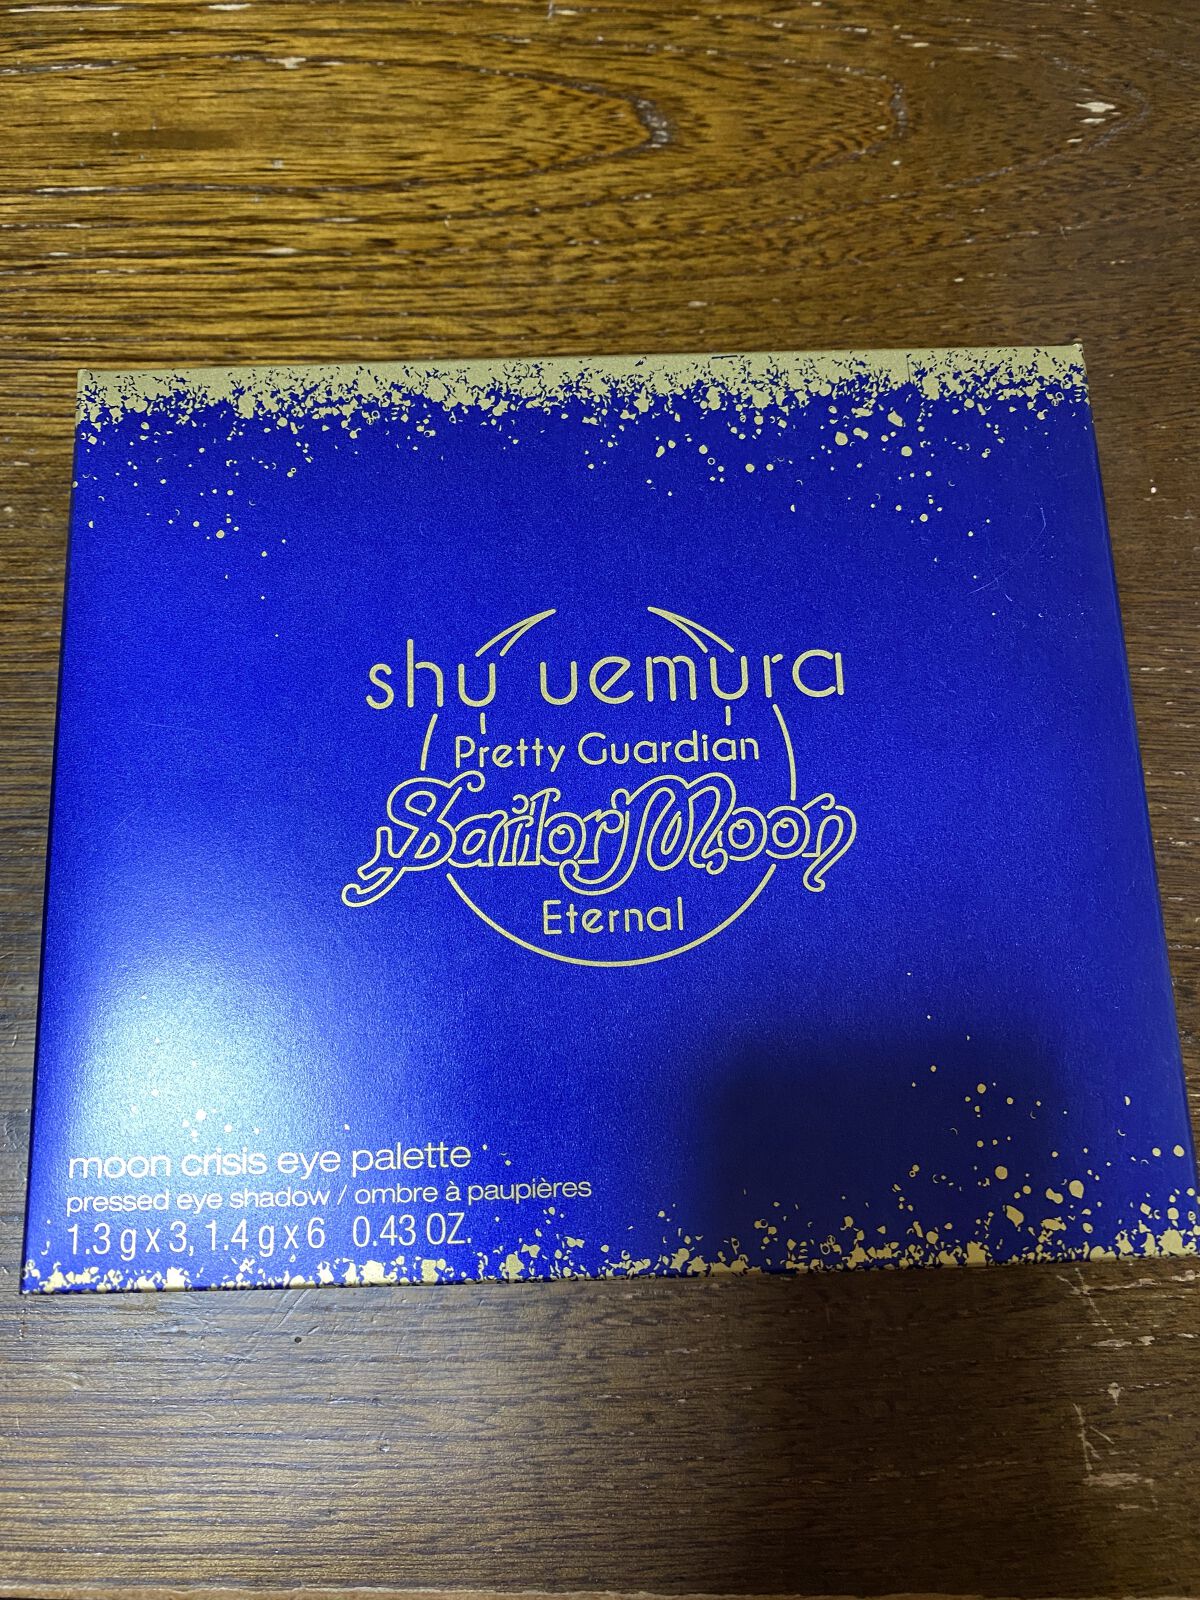 shu uemura
Pretty Guardian
Sailor Moon
Eternal
moon crisis eye palette
pressed eye shadow / ombre à paupières
1.3 g x 3, 1.4 g x 6 0.43 OZ.